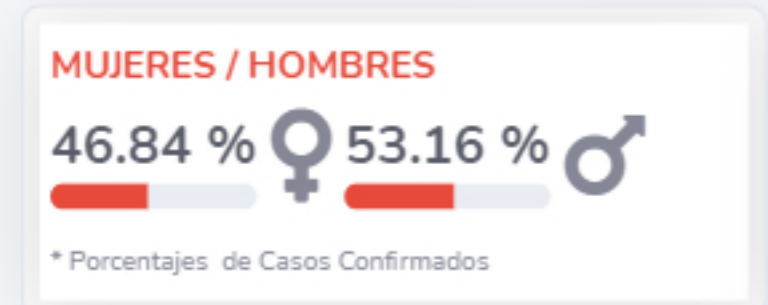 MUJERES / HOMBRES
46.84 % 53.16 %
* Porcentajes de Casos Confirmados